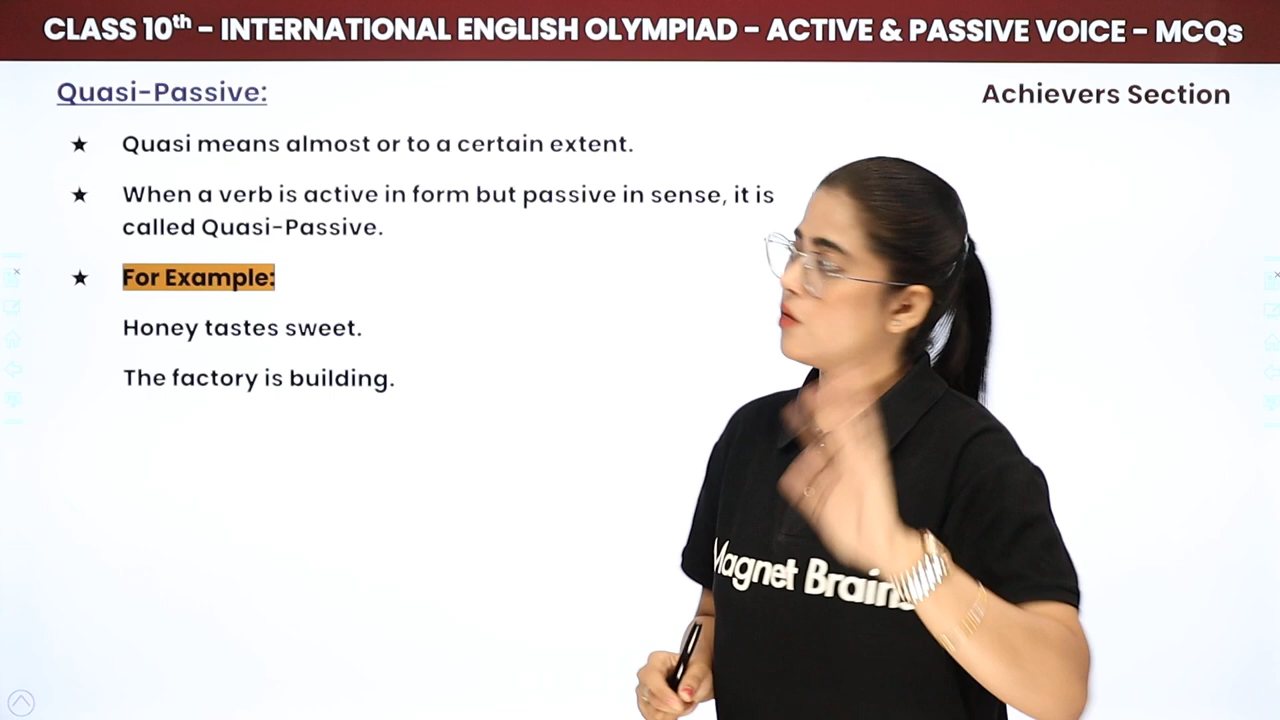 CLASS 10th - INTERNATIONAL ENGLISH OLYMPIAD - ACTIVE & PASSIVE VOICE - MCQs
Quasi-Passive:
Achievers Section
★ Quasi means almost or to a certain extent.
★ When a verb is active in form but passive in sense, it is
called Quasi-Passive.
★ For Example:
Honey tastes sweet.
The factory is building.
Magnet Brains